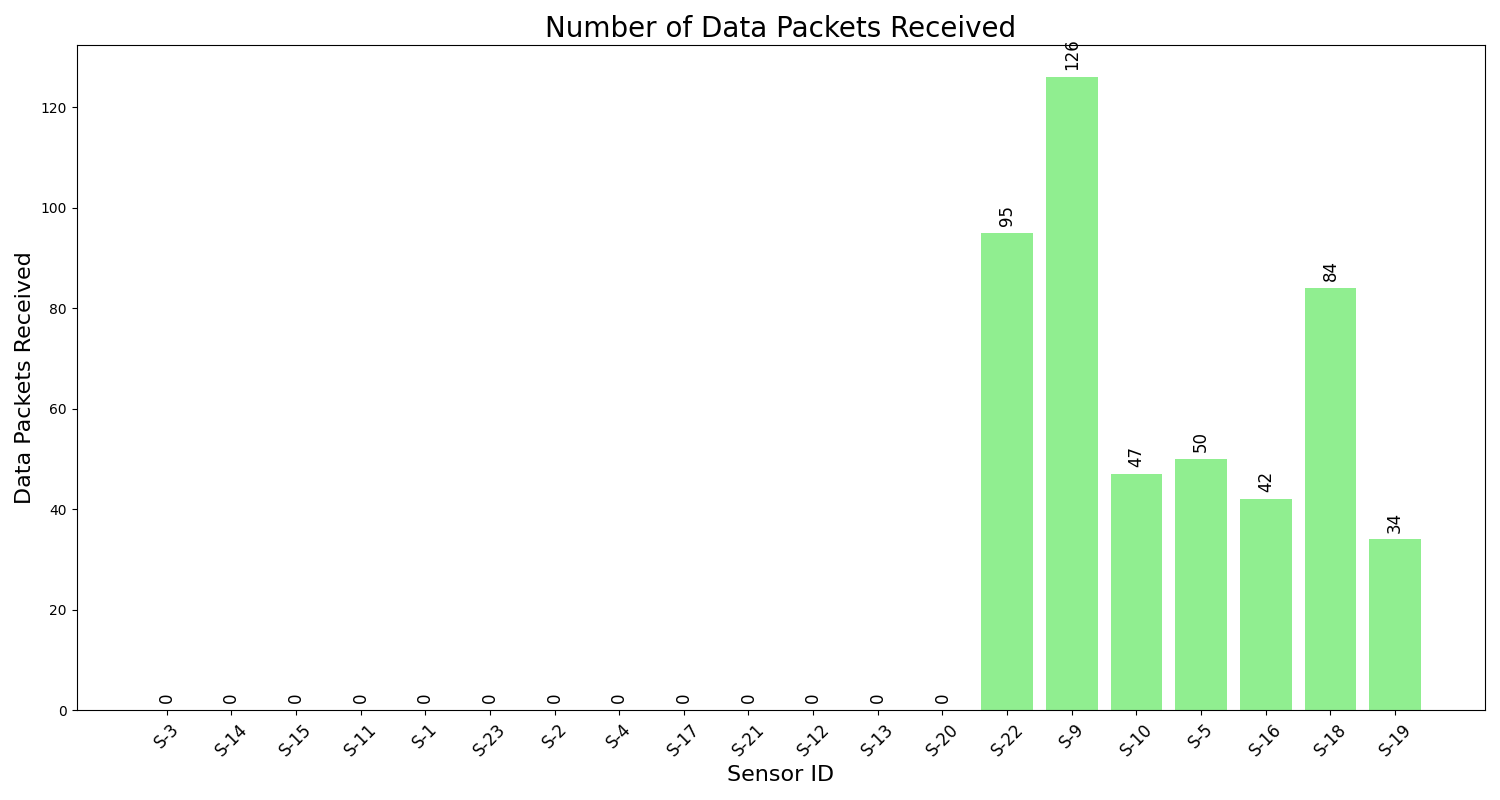 Number of Data Packets Received
Data Packets Received
120
100
80
60
40
20
0
0
0
0
0
0
0
0
0
0
0
0
0
0
95
126
47
50
42
84
34
S-3
S-14
S-15
S-11
S-1
S-23
S-2
S-4
S-17
S-21
S-12
S-13
S-20
S-22
S-9
S-10
S-5
S-16
S-18
S-19
Sensor ID